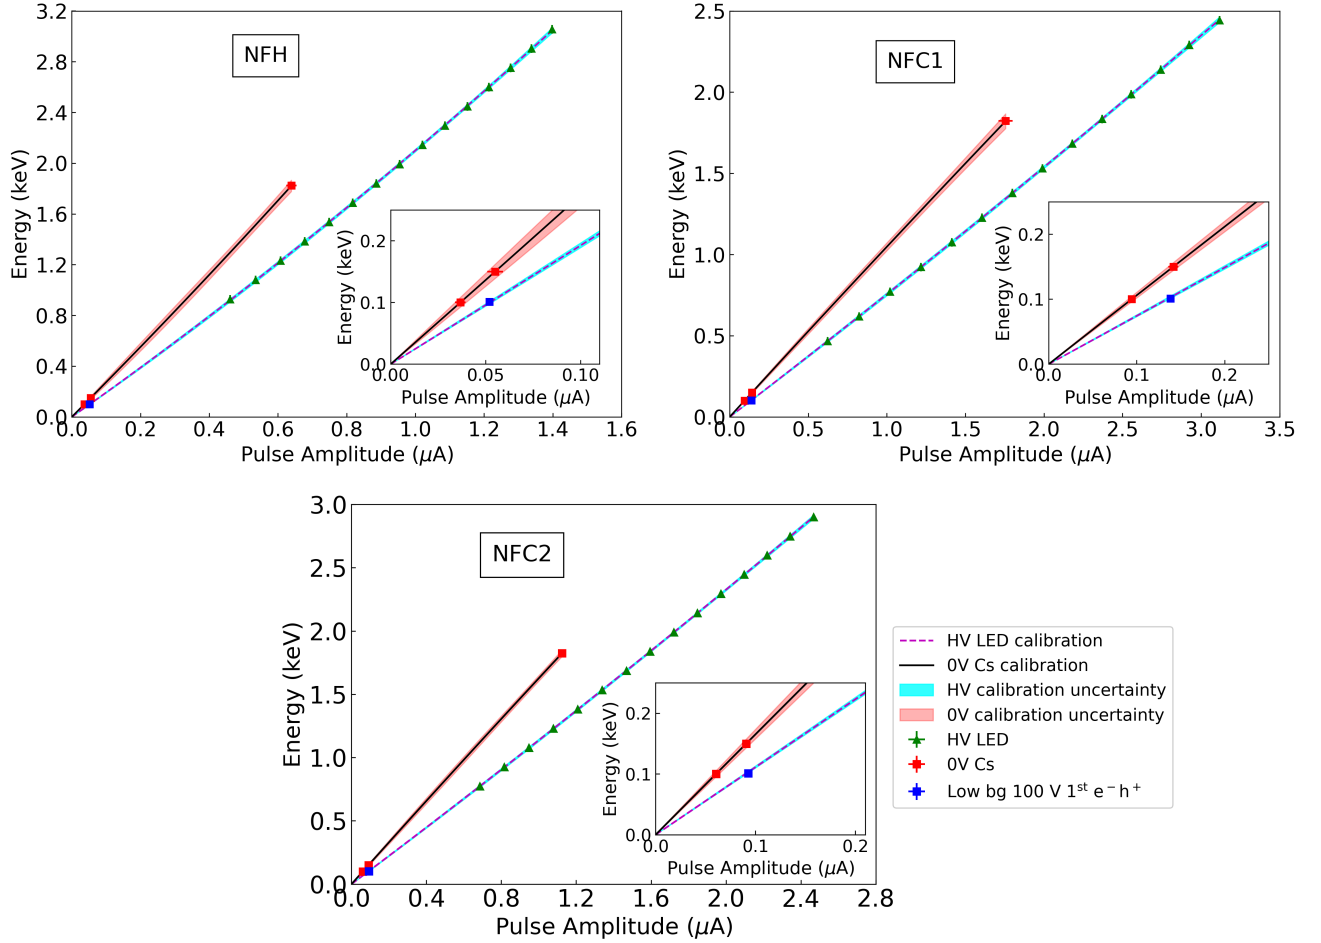 NFH
Energy (keV)
3.2
2.8
2.4
2.0
1.6
1.2
0.8
0.4
0.0
0.0 0.2 0.4 0.6 0.8 1.0 1.2 1.4 1.6
Pulse Amplitude (μA)
Energy (keV)
0.2
0.1
0.0
0.00 0.05 0.10
Pulse Amplitude (μA)
NFC1
Energy (keV)
2.5
2.0
1.5
1.0
0.5
0.0
0.0 0.5 1.0 1.5 2.0 2.5 3.0 3.5
Pulse Amplitude (μA)
Energy (keV)
0.2
0.1
0.0
0.0 0.1 0.2
Pulse Amplitude (μA)
NFC2
Energy (keV)
3.0
2.5
2.0
1.5
1.0
0.5
0.0
0.0 0.4 0.8 1.2 1.6 2.0 2.4 2.8
Pulse Amplitude (μA)
Energy (keV)
0.2
0.1
0.0
0.0 0.1 0.2
Pulse Amplitude (μA)
HV LED calibration
0V Cs calibration
HV calibration uncertainty
0V calibration uncertainty
HV LED
0V Cs
Low bg 100 V 1ˢᵗ e⁻h⁺